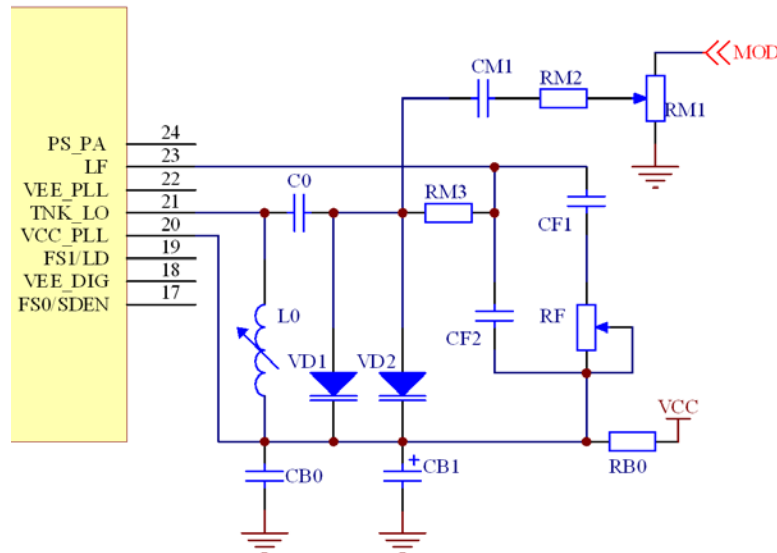 MOD
CM1
RM2
RM1
24
PS_PA
23
LF
22
VEE_PLL
C0
RM3
21
TNK_LO
CF1
20
VCC_PLL
19
FS1/LD
18
VEE_DIG
17
FS0/SDEN
L0
RF
CF2
VD1
VD2
VCC
+
CB0
CB1
RB0